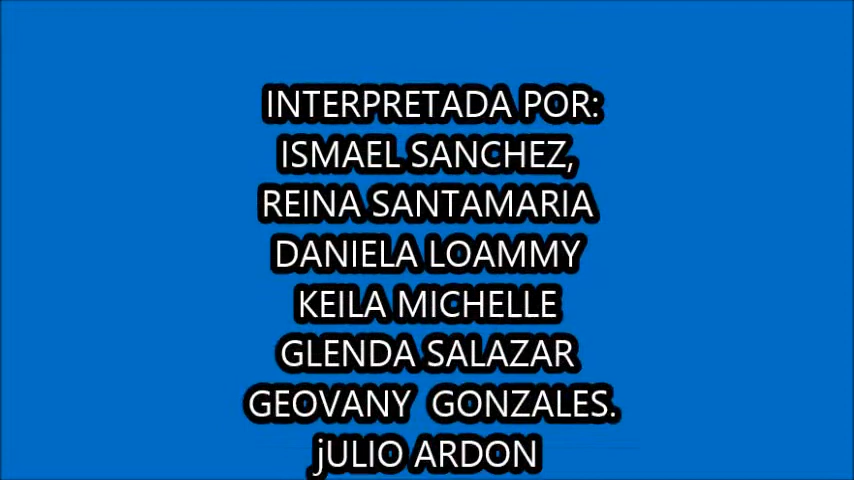 INTERPRETADA POR:
ISMAEL SANCHEZ,
REINA SANTAMARIA
DANIELA LOAMMY
KEILA MICHELLE
GLENDA SALAZAR
GEOVANY  GONZALES.
jULIO ARDON